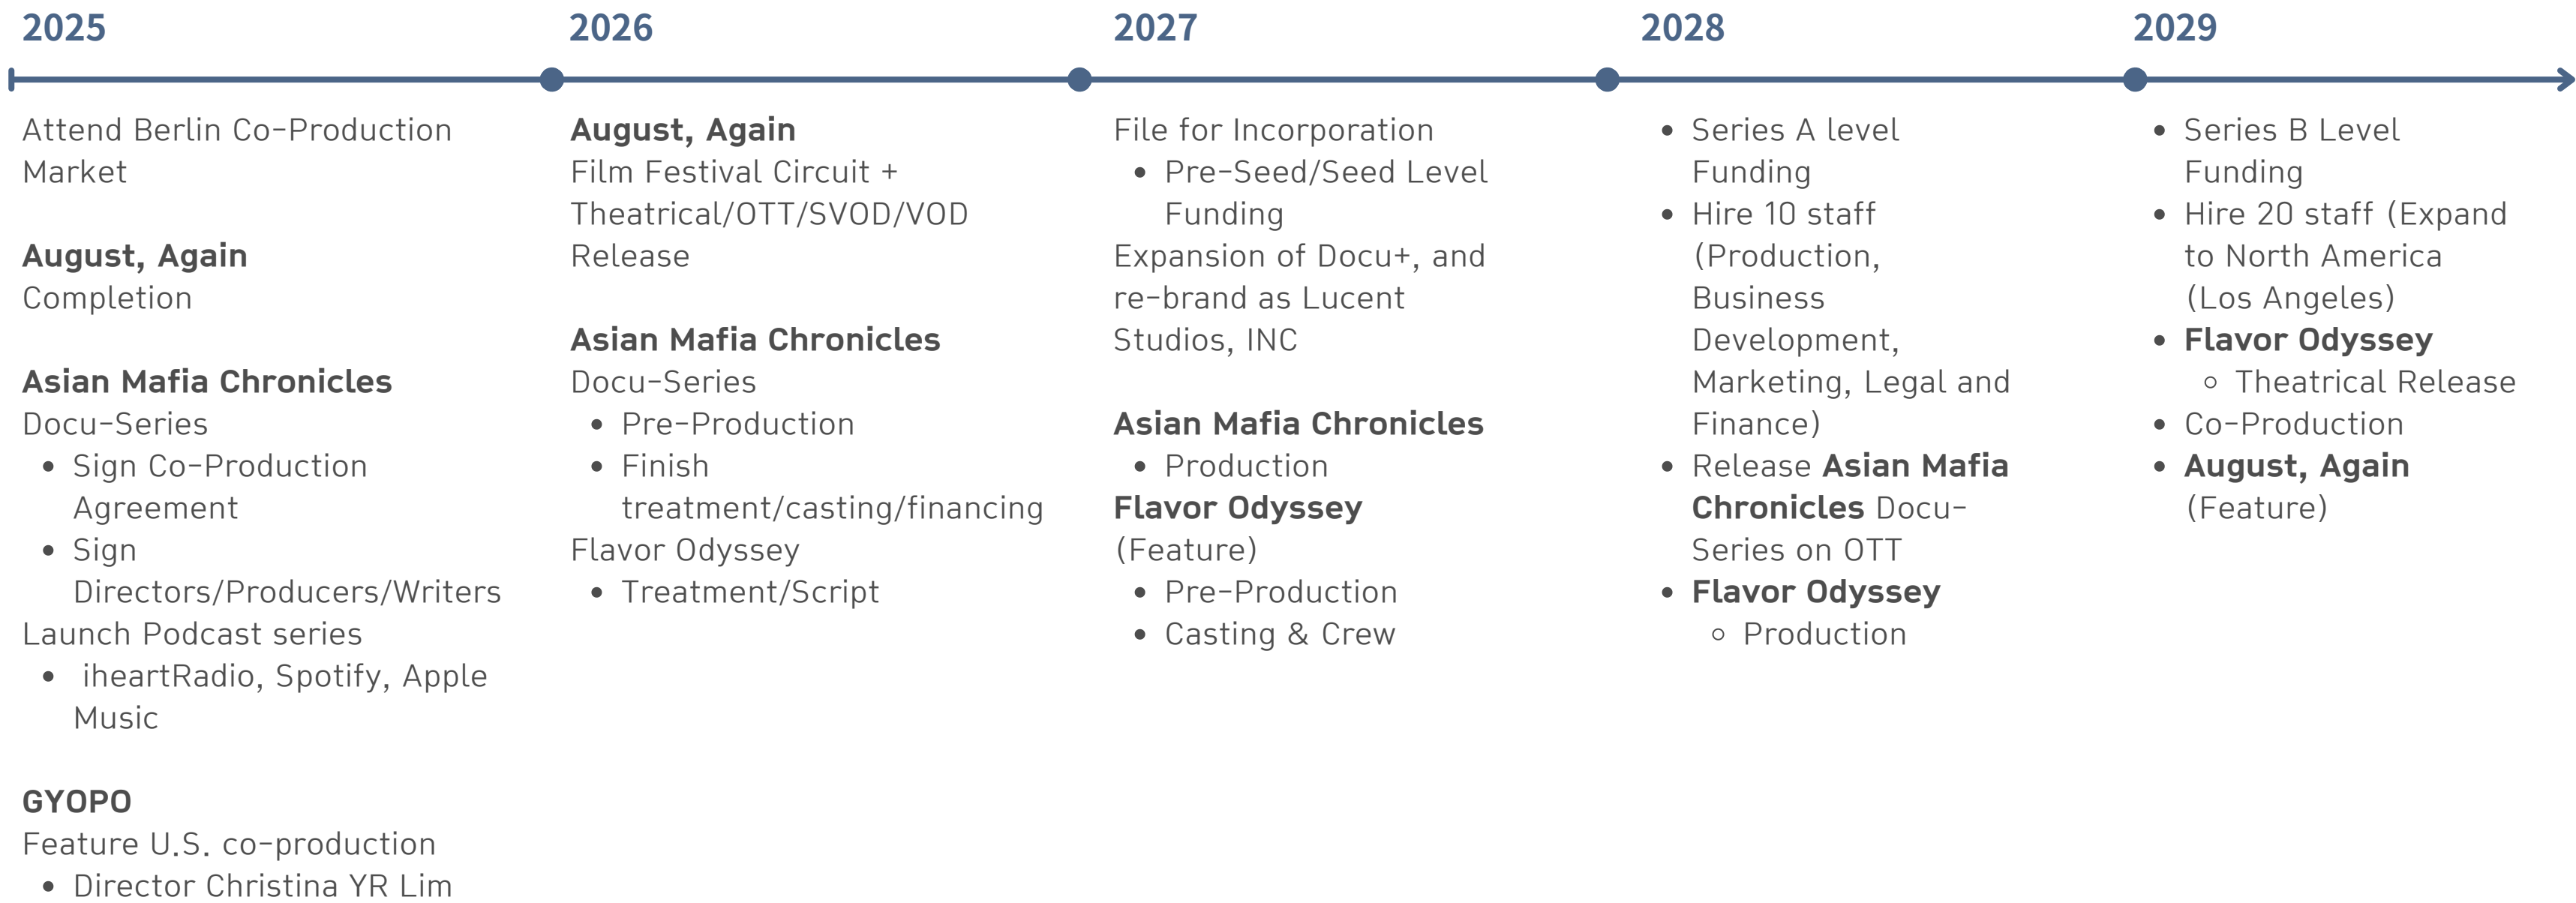 2025
Attend Berlin Co-Production
Market
August, Again
Completion
Asian Mafia Chronicles
Docu-Series
• Sign Co-Production
Agreement
• Sign
Directors/Producers/Writers
Launch Podcast series
• iheartRadio, Spotify, Apple
Music
GYOPO
Feature U.S. co-production
• Director Christina YR Lim
2026
August, Again
Film Festival Circuit +
Theatrical/OTT/SVOD/VOD
Release
Asian Mafia Chronicles
Docu-Series
• Pre-Production
• Finish
treatment/casting/financing
Flavor Odyssey
• Treatment/Script
2027
File for Incorporation
• Pre-Seed/Seed Level
Funding
Expansion of Docu+, and
re-brand as Lucent
Studios, INC
Asian Mafia Chronicles
• Production
Flavor Odyssey
(Feature)
• Pre-Production
• Casting & Crew
2028
• Series A level
Funding
• Hire 10 staff
(Production,
Business
Development,
Marketing, Legal and
Finance)
• Release Asian Mafia
Chronicles Docu-
Series on OTT
• Flavor Odyssey
◦ Production
2029
• Series B Level
Funding
• Hire 20 staff (Expand
to North America
(Los Angeles)
• Flavor Odyssey
◦ Theatrical Release
• Co-Production
• August, Again
(Feature)